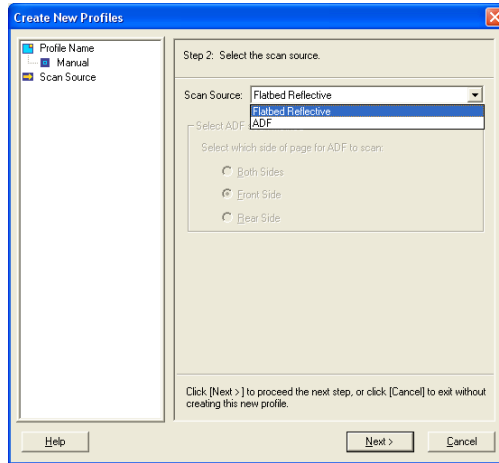 Create New Profiles
Profile Name
Manual
Scan Source
Step 2: Select the scan source.
Scan Source: Flatbed Reflective
Flatbed Reflective
ADF
Select ADF
Select which side of page for ADF to scan:
Both Sides
Front Side
Rear Side
Click [Next >] to proceed the next step, or click [Cancel] to exit without
creating this new profile.
Help
Next >
Cancel